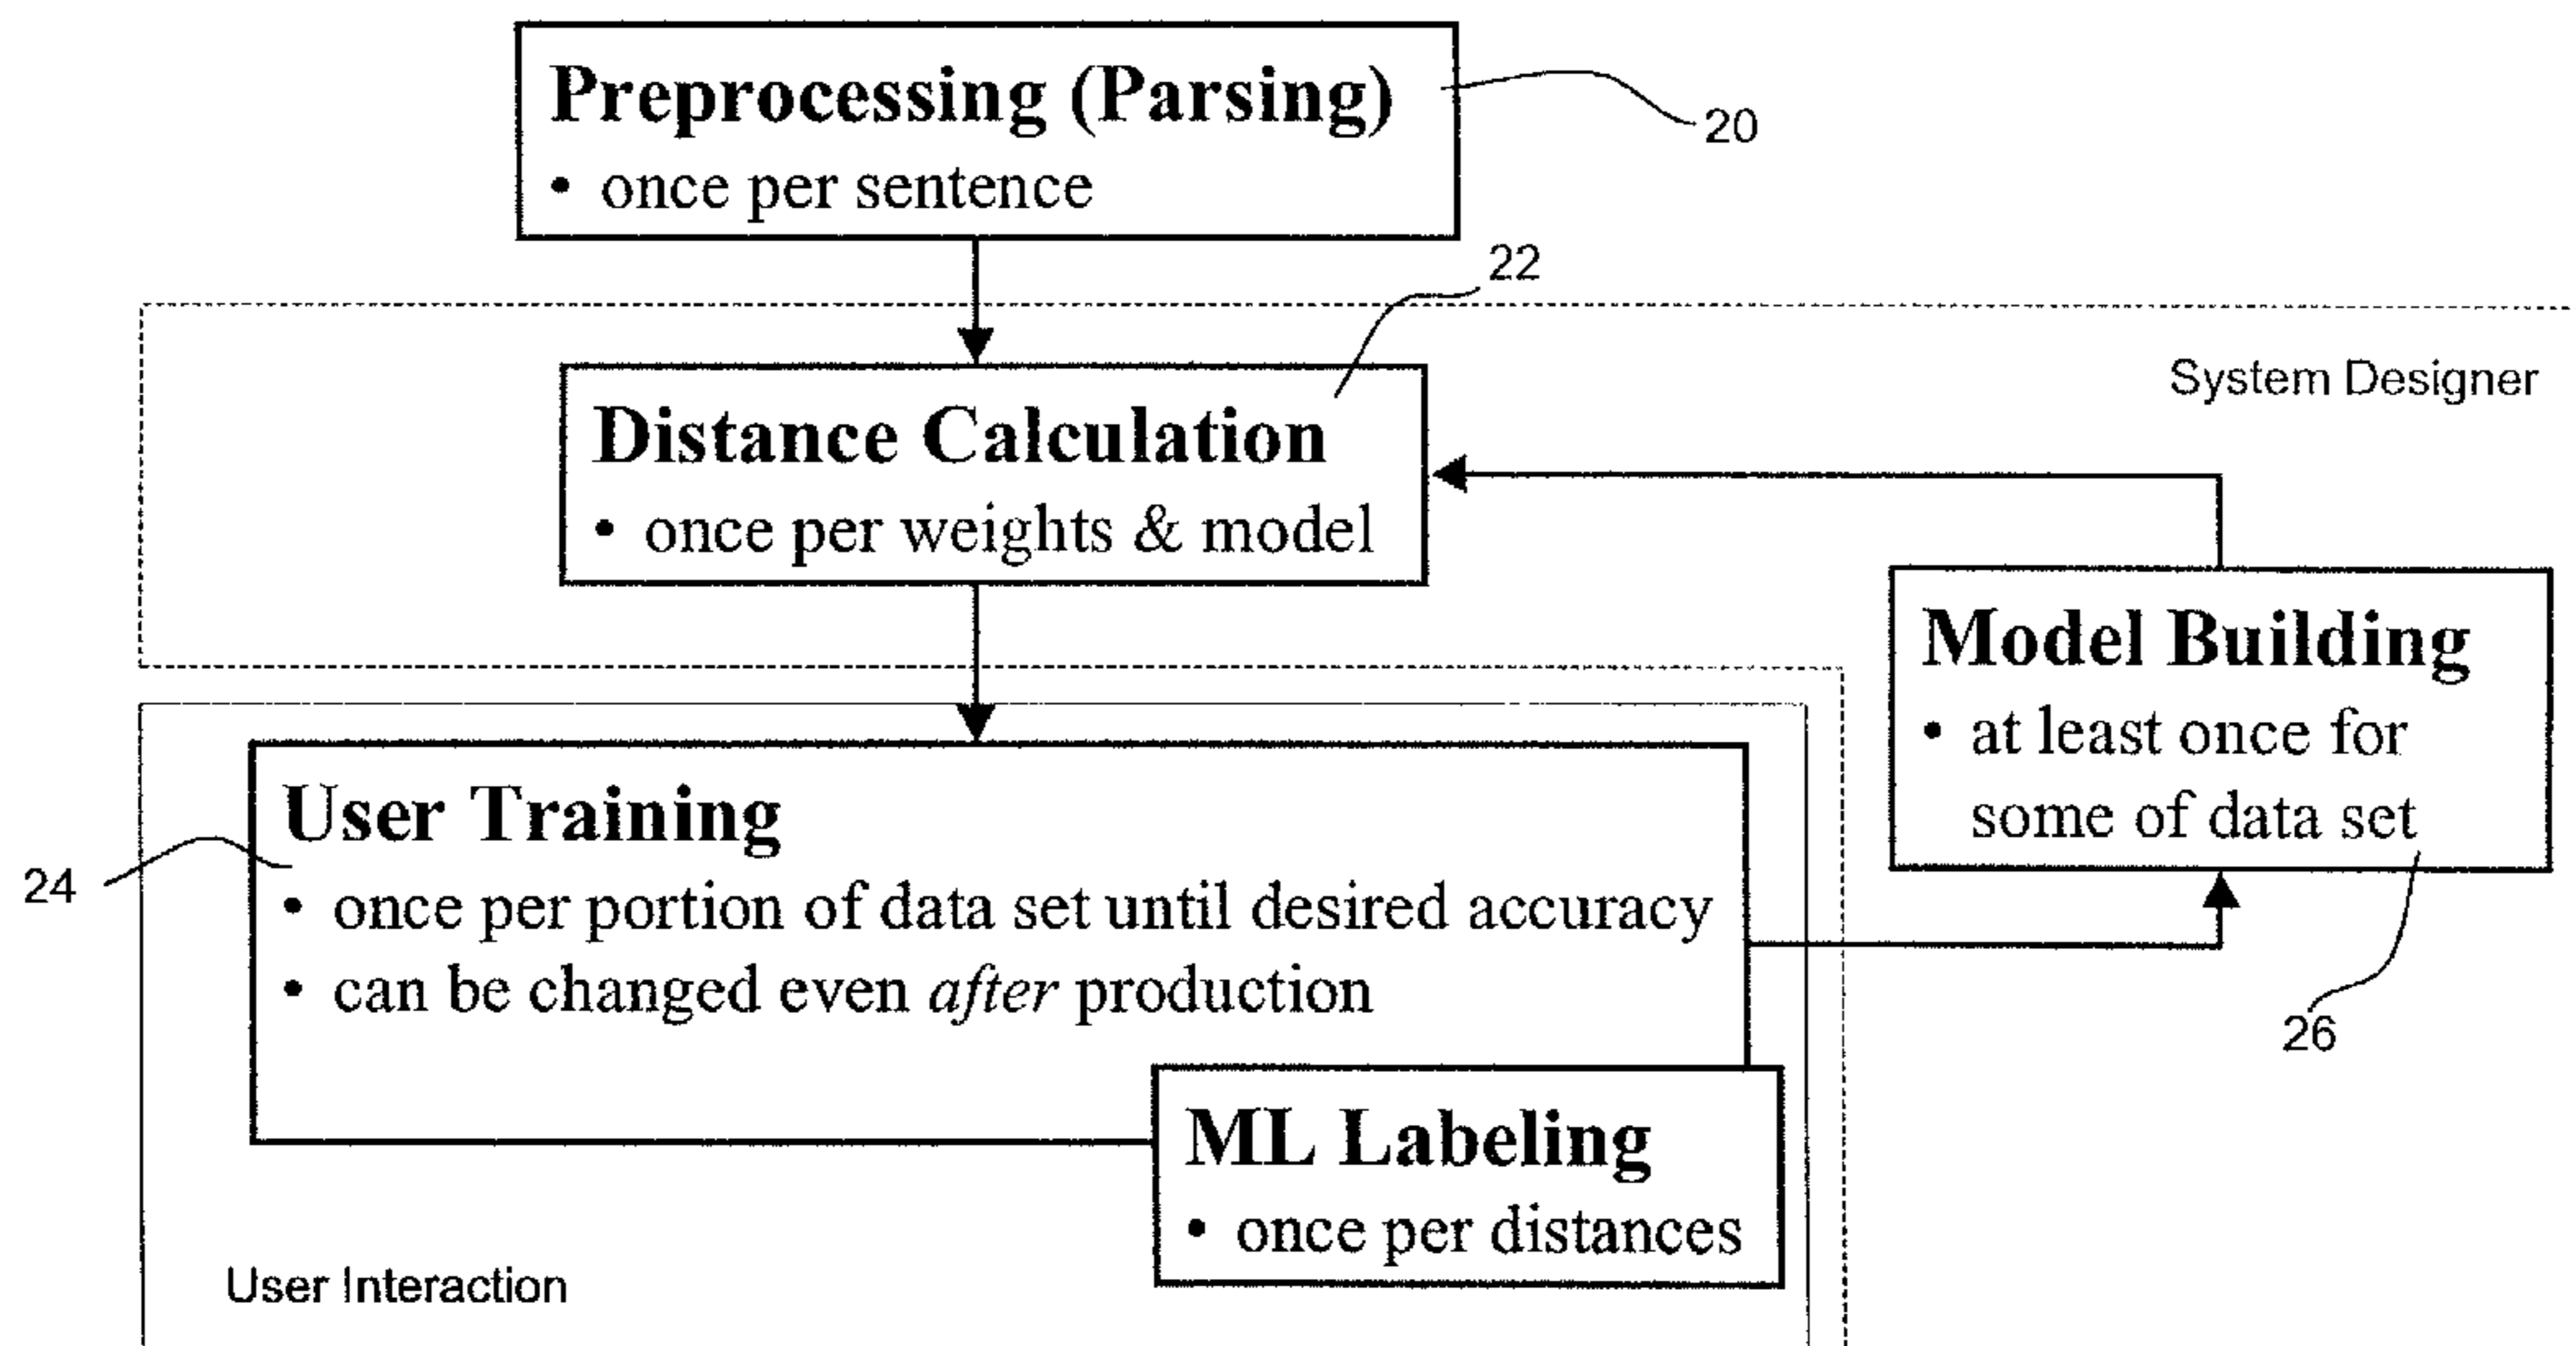 Preprocessing (Parsing)
• once per sentence
20
22
System Designer
Distance Calculation
• once per weights & model
Model Building
• at least once for
some of data set
26
24
User Training
• once per portion of data set until desired accuracy
• can be changed even after production
ML Labeling
• once per distances
User Interaction